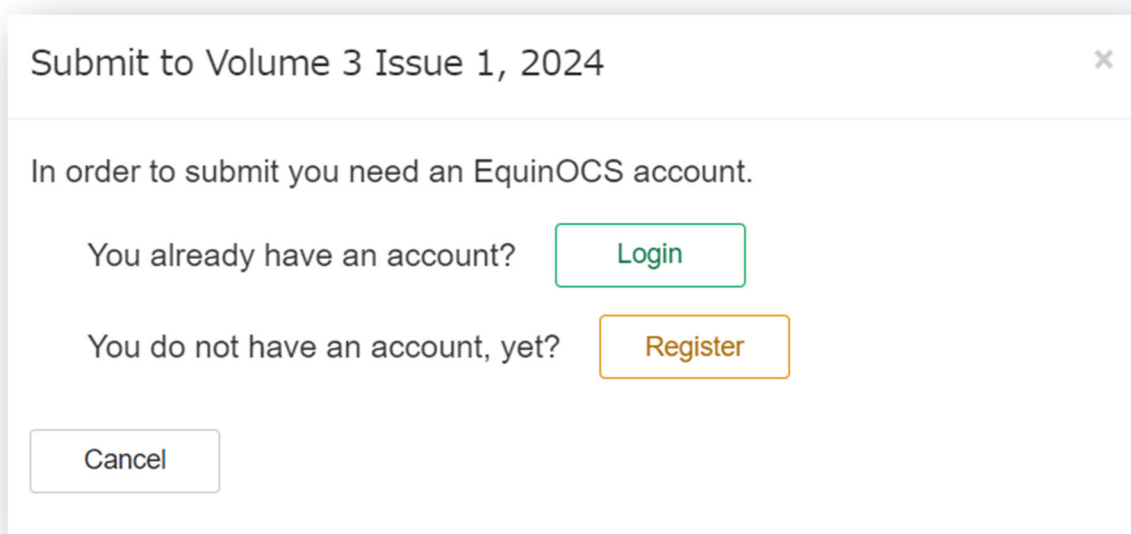 Submit to Volume 3 Issue 1, 2024 ×
In order to submit you need an EquinOCS account.
You already have an account? Login
You do not have an account, yet? Register
Cancel